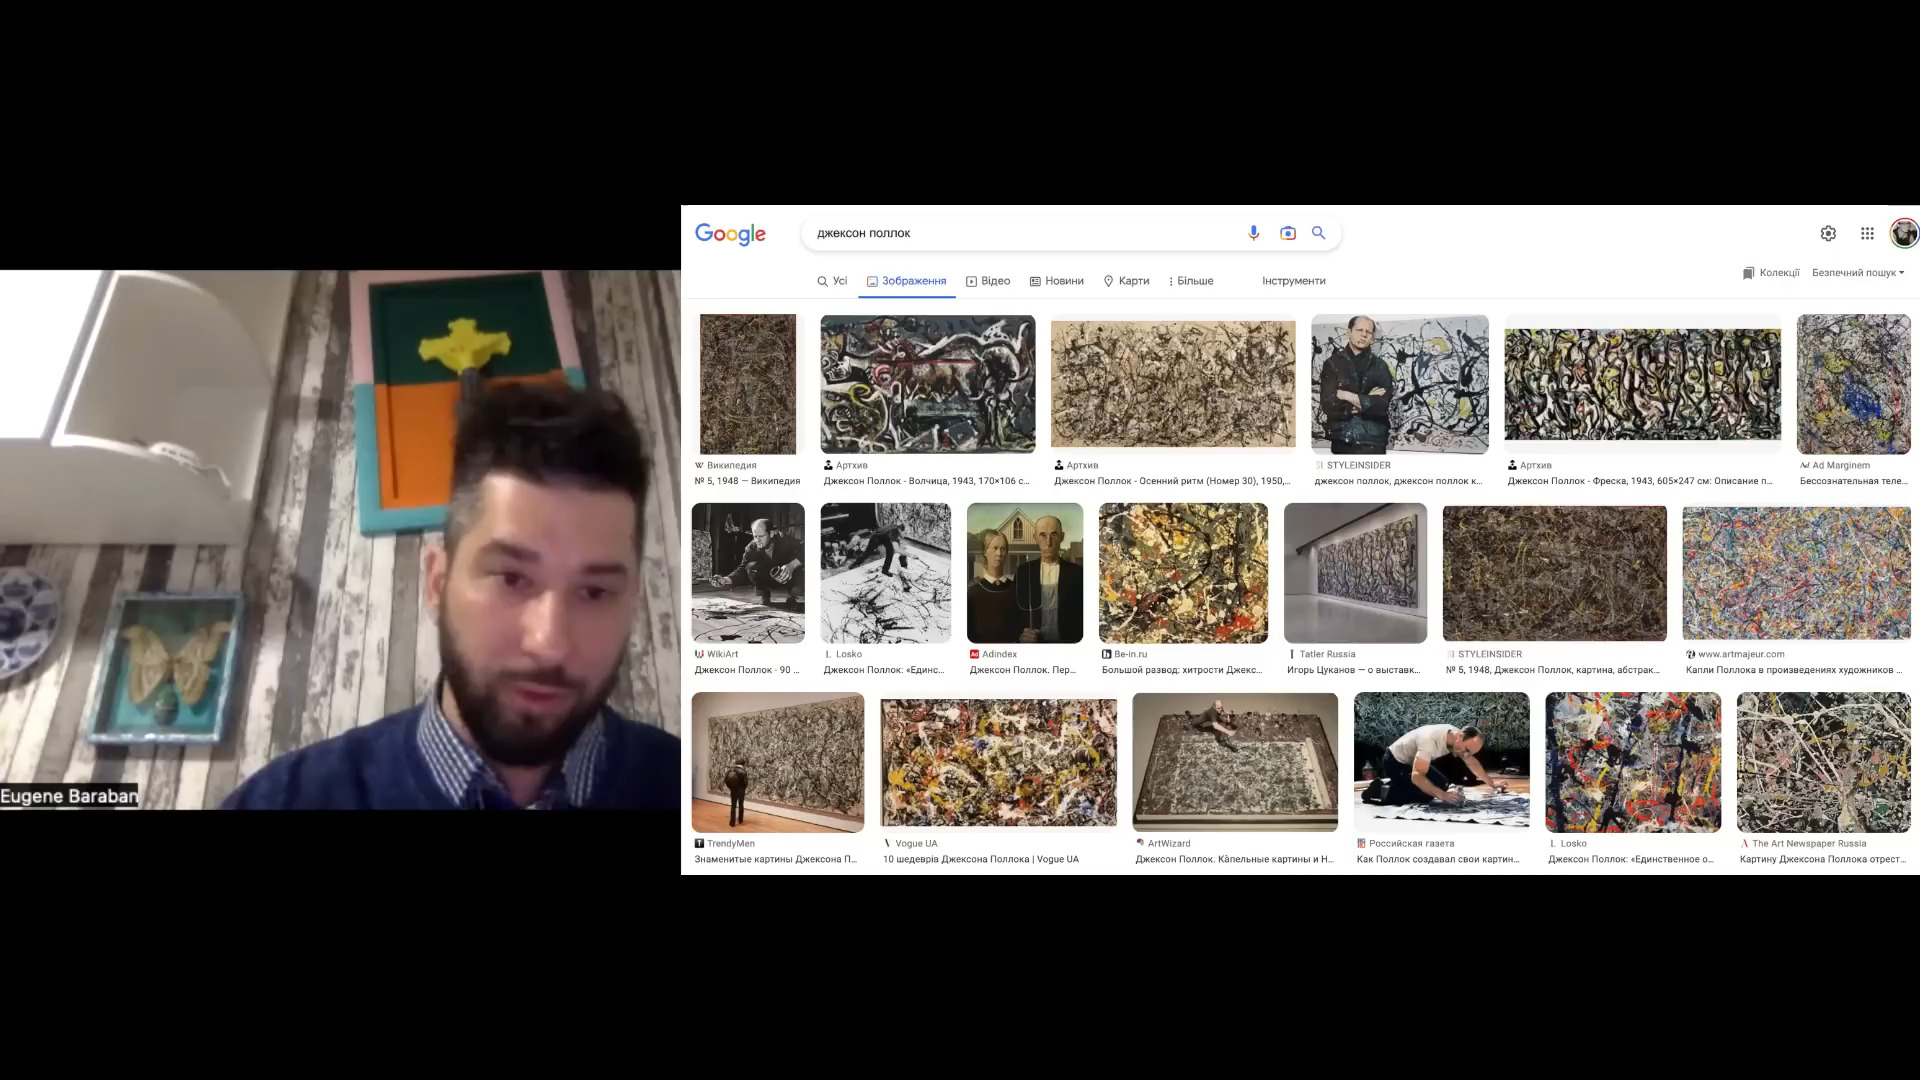 Google
джексон поллок
Колекції Безпечний пошук
Усі Зображення Відео Новини Карти Більше Інструменти
Википедия
№ 5, 1948 — Википедия
Артхив
Джексон Поллок - Волчица, 1943, 170×106 с...
Артхив
Джексон Поллок - Осенний ритм (Номер 30), 1950,...
STYLEINSIDER
джексон поллок, джексон поллок к...
Артхив
Джексон Поллок - Фреска, 1943, 605×247 см: Описание п...
Ad Marginem
Бессознательная теле...
WikiArt
Джексон Поллок - 90 ...
Losko
Джексон Поллок: «Единс...
Adindex
Джексон Поллок. Пер...
Be-in.ru
Большой развод: хитрости Джекс...
Tatler Russia
Игорь Цуканов — о выставк...
STYLEINSIDER
№ 5, 1948, Джексон Поллок, картина, абстрак...
www.artmajeur.com
Капли Поллока в произведениях художников ...
TrendyMen
Знаменитые картины Джексона П...
Vogue UA
10 шедеврів Джексона Поллока | Vogue UA
ArtWizard
Джексон Поллок. Ка̀пельные картины и Н...
Российская газета
Как Поллок создавал свои картин...
Losko
Джексон Поллок: «Единственное о...
The Art Newspaper Russia
Картину Джексона Поллока отрест...
Eugene Baraban